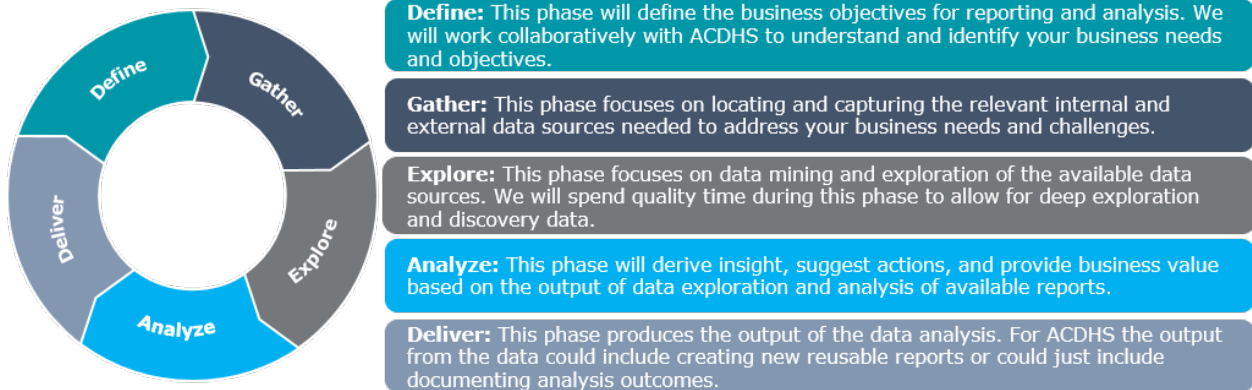 Define
Gather
Explore
Analyze
Deliver
Define: This phase will define the business objectives for reporting and analysis. We
will work collaboratively with ACDHS to understand and identify your business needs
and objectives.
Gather: This phase focuses on locating and capturing the relevant internal and
external data sources needed to address your business needs and challenges.
Explore: This phase focuses on data mining and exploration of the available data
sources. We will spend quality time during this phase to allow for deep exploration
and discovery data.
Analyze: This phase will derive insight, suggest actions, and provide business value
based on the output of data exploration and analysis of available reports.
Deliver: This phase produces the output of the data analysis. For ACDHS the output
from the data could include creating new reusable reports or could just include
documenting analysis outcomes.